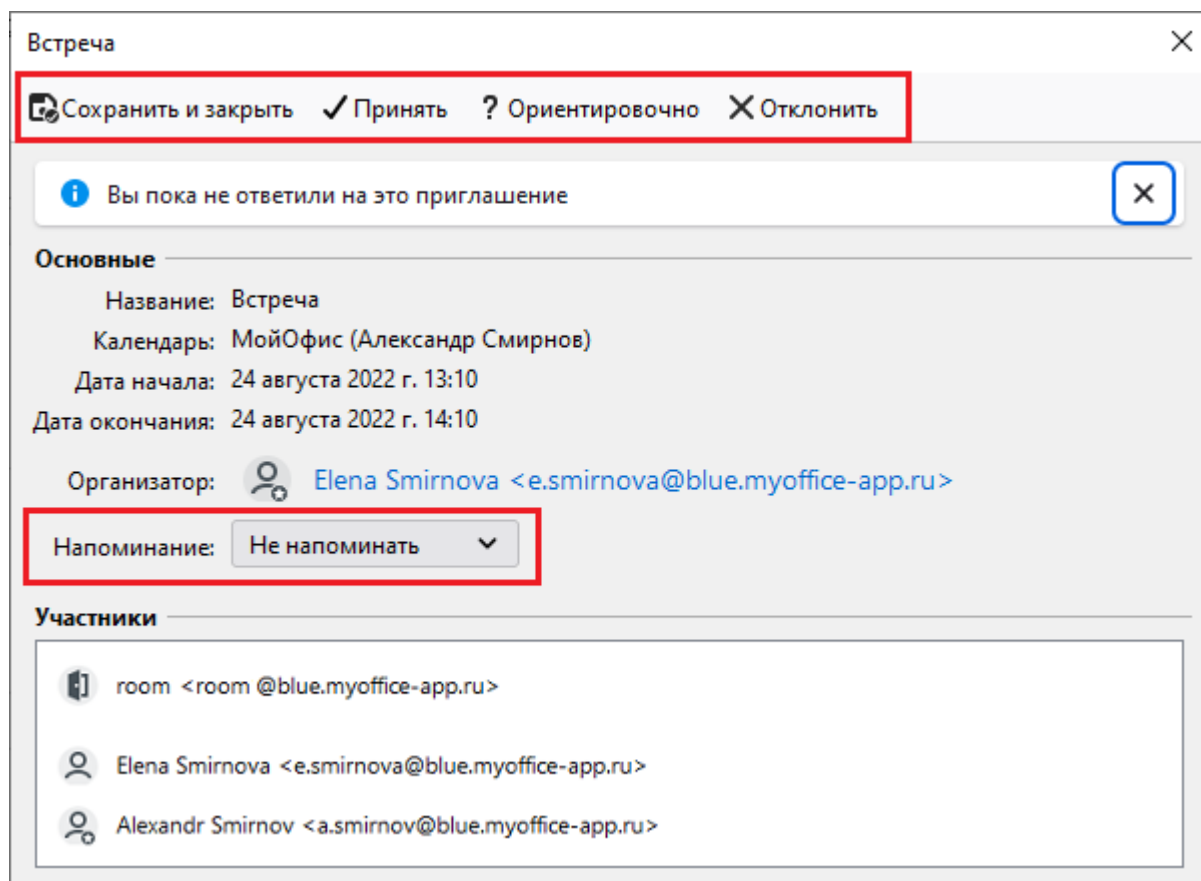 Встреча
Сохранить и закрыть Принять ? Ориентировочно Отклонить
Вы пока не ответили на это приглашение
Основные
Название: Встреча
Календарь: МойОфис (Александр Смирнов)
Дата начала: 24 августа 2022 г. 13:10
Дата окончания: 24 августа 2022 г. 14:10
Организатор: Elena Smirnova <e.smirnova@blue.myoffice-app.ru>
Напоминание: Не напоминать
Участники
room <room @blue.myoffice-app.ru>
Elena Smirnova <e.smirnova@blue.myoffice-app.ru>
Alexandr Smirnov <a.smirnov@blue.myoffice-app.ru>